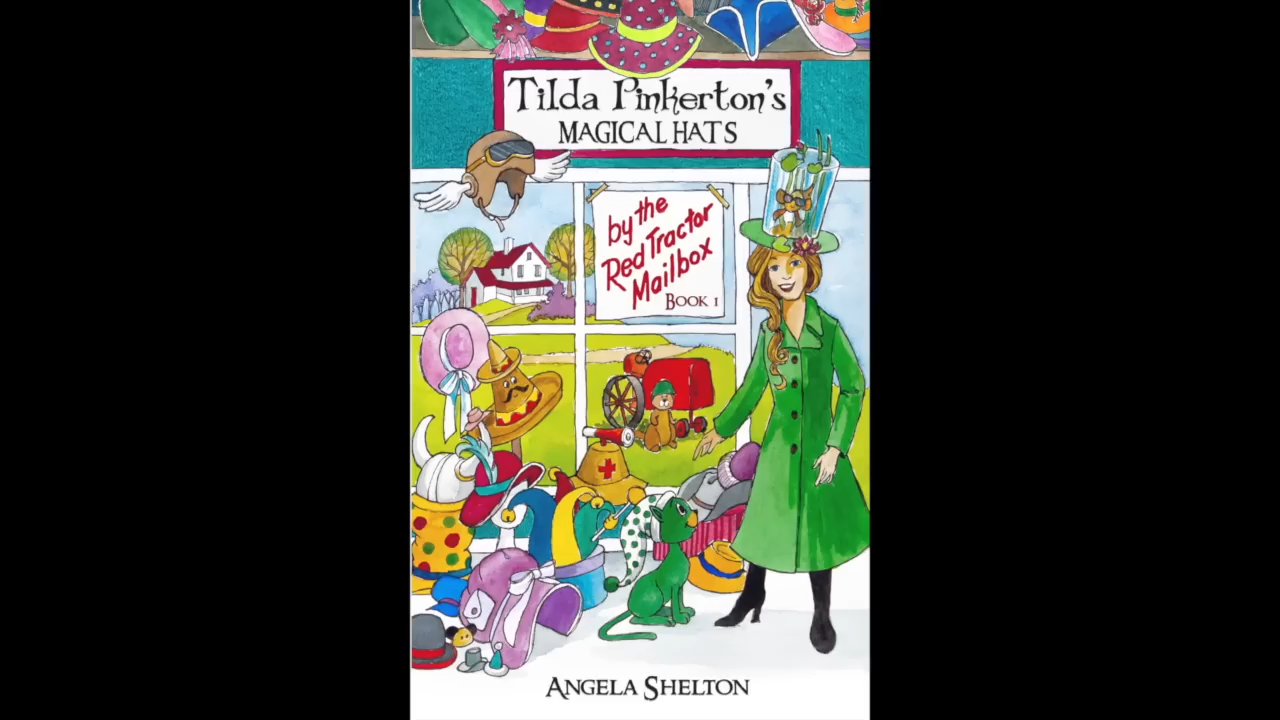 Tilda Pinkerton's
MAGICAL HATS
by the
Red Tractor
Mailbox
BOOK 1
ANGELA SHELTON